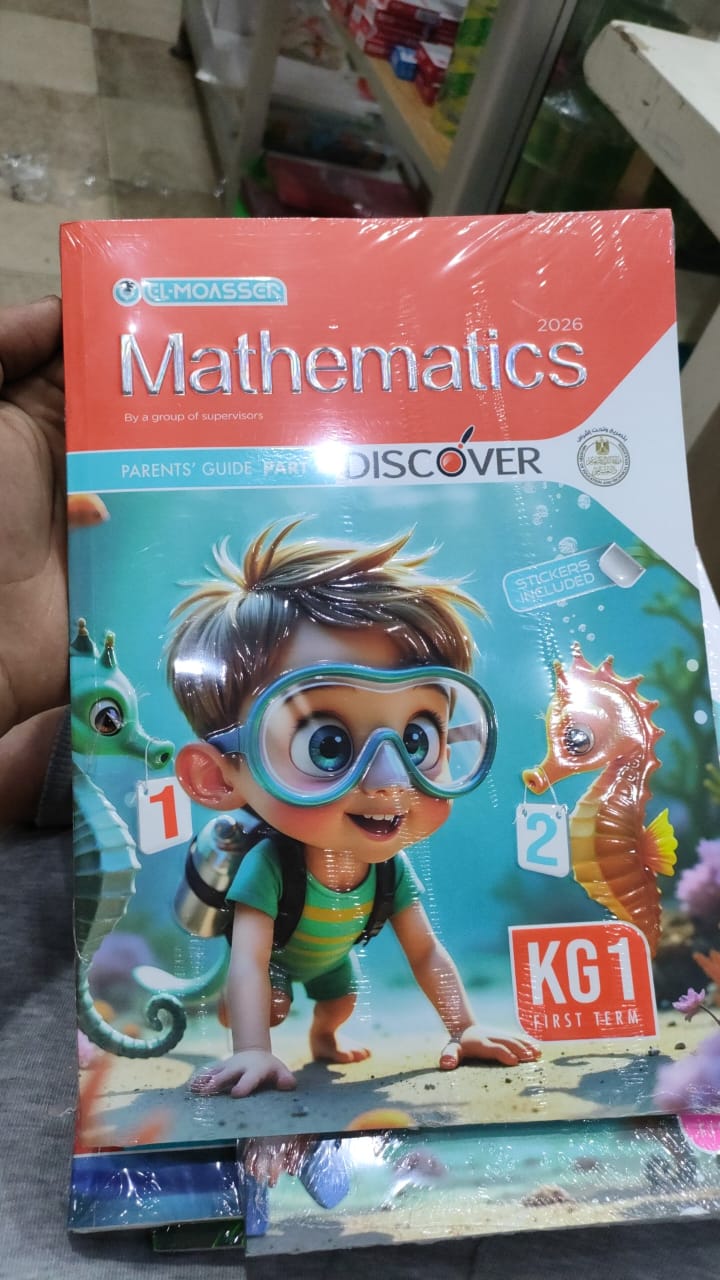 EL-MOASSER
2026
Mathematics
By a group of supervisors
PARENTS' GUIDE PART
DISCOVER
STICKERS
INCLUDED
1
2
KG1
FIRST TERM